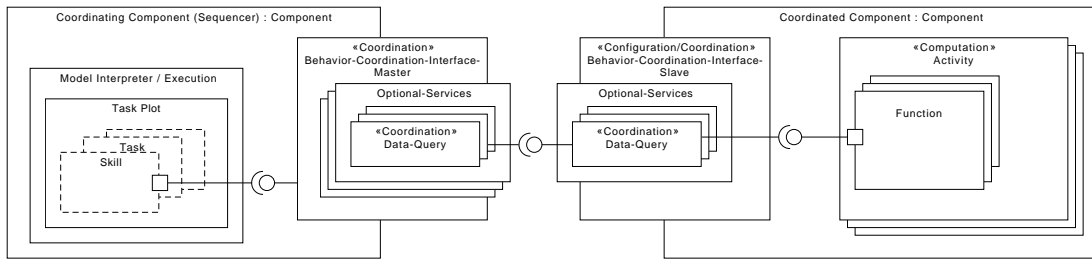 Coordinating Component (Sequencer) : Component
Model Interpreter / Execution
Task Plot
Task
Skill
«Coordination»
Behavior-Coordination-Interface-
Master
Optional-Services
«Coordination»
Data-Query
«Configuration/Coordination»
Behavior-Coordination-Interface-
Slave
Optional-Services
«Coordination»
Data-Query
Coordinated Component : Component
«Computation»
Activity
Function